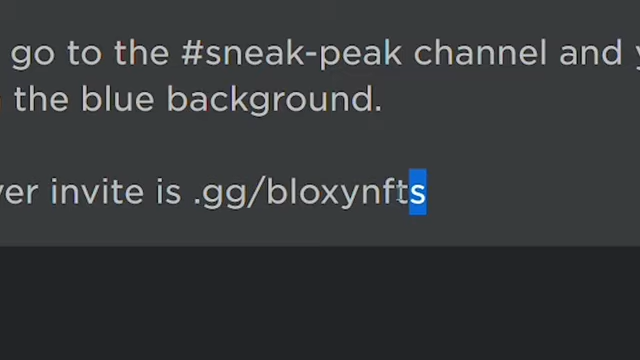 go to the #sneak-peak channel and
the blue background.
ver invite is .gg/bloxynfts